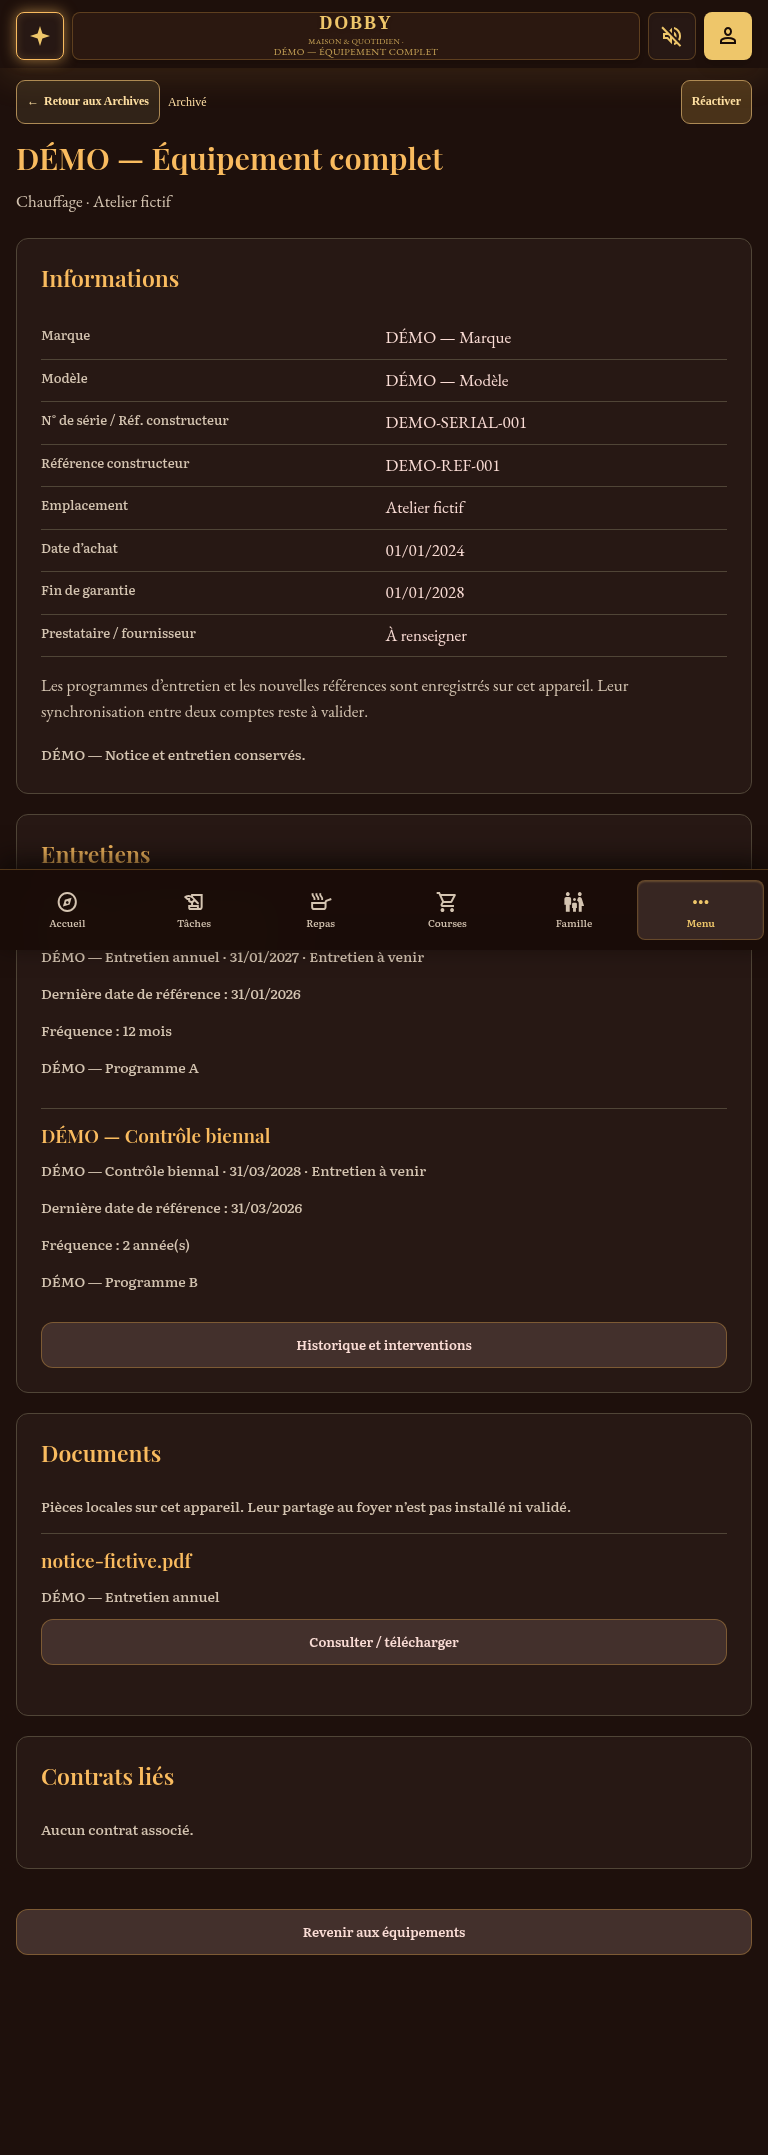 DOBBY
MAISON & QUOTIDIEN ·
DÉMO — ÉQUIPEMENT COMPLET
← Retour aux Archives
Archivé
Réactiver
DÉMO — Équipement complet
Chauffage · Atelier fictif
Informations
Marque
DÉMO — Marque
Modèle
DÉMO — Modèle
N° de série / Réf. constructeur
DEMO-SERIAL-001
Référence constructeur
DEMO-REF-001
Emplacement
Atelier fictif
Date d’achat
01/01/2024
Fin de garantie
01/01/2028
Prestataire / fournisseur
À renseigner
Les programmes d’entretien et les nouvelles références sont enregistrés sur cet appareil. Leur
synchronisation entre deux comptes reste à valider.
DÉMO — Notice et entretien conservés.
Entretiens
Accueil
Tâches
Repas
Courses
Famille
Menu
DÉMO — Entretien annuel · 31/01/2027 · Entretien à venir
Dernière date de référence : 31/01/2026
Fréquence : 12 mois
DÉMO — Programme A
DÉMO — Contrôle biennal
DÉMO — Contrôle biennal · 31/03/2028 · Entretien à venir
Dernière date de référence : 31/03/2026
Fréquence : 2 année(s)
DÉMO — Programme B
Historique et interventions
Documents
Pièces locales sur cet appareil. Leur partage au foyer n’est pas installé ni validé.
notice-fictive.pdf
DÉMO — Entretien annuel
Consulter / télécharger
Contrats liés
Aucun contrat associé.
Revenir aux équipements